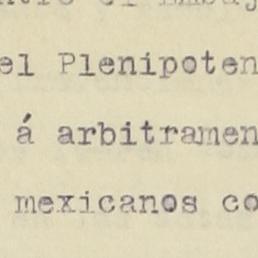 el Plenipoten
á arbitramen
mexicanos co